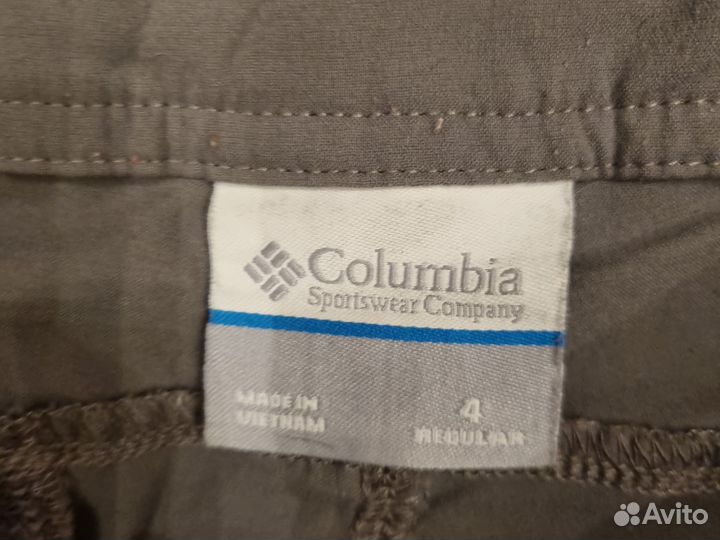 Columbia
Sportswear Company
MADE IN
VIETNAM
4
REGULAR
Avito